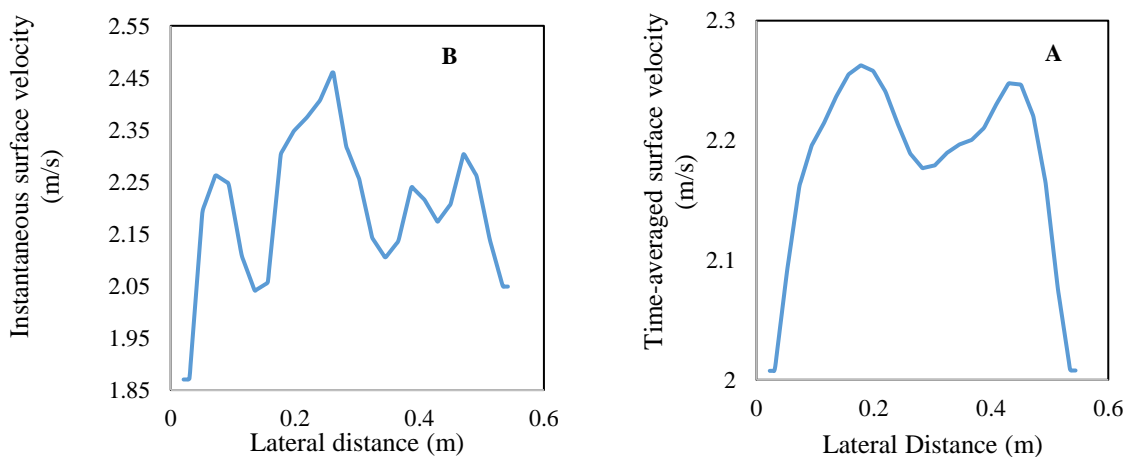 Instantaneous surface velocity
(m/s)
2.55
2.45
2.35
2.25
2.15
2.05
1.95
1.85
B
0
0.2
0.4
0.6
Lateral distance (m)
Time-averaged surface velocity
(m/s)
2.3
2.2
2.1
2
A
0
0.2
0.4
0.6
Lateral Distance (m)